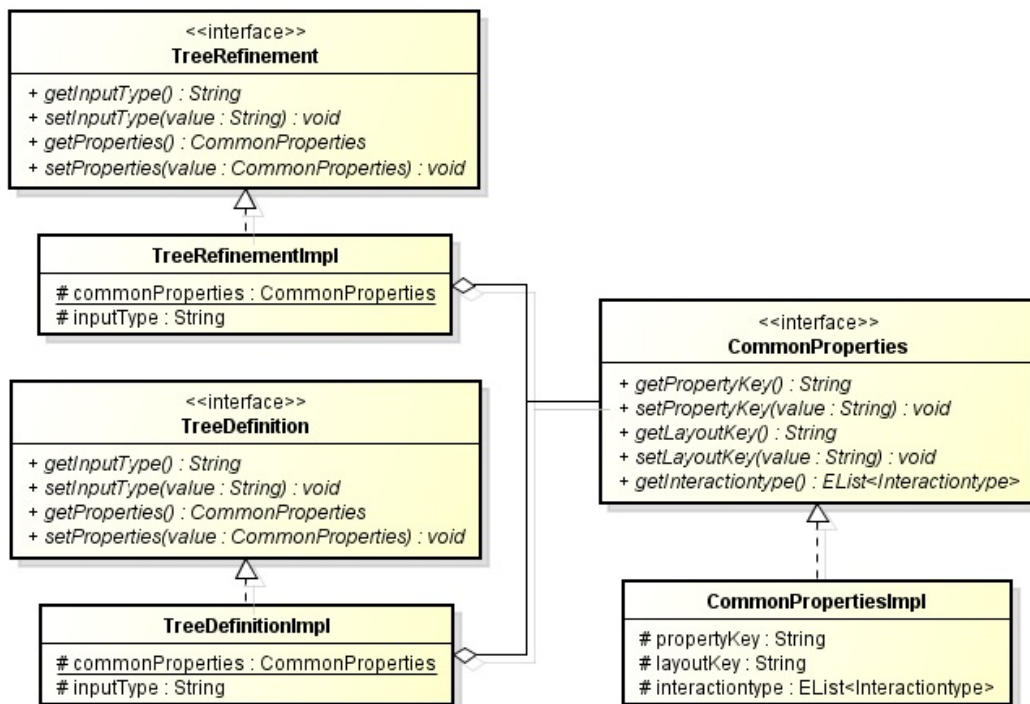 <<interface>>
TreeRefinement
+ getInputType() : String
+ setInputType(value : String) : void
+ getProperties() : CommonProperties
+ setProperties(value : CommonProperties) : void
TreeRefinementImpl
# commonProperties : CommonProperties
# inputType : String
<<interface>>
TreeDefinition
+ getInputType() : String
+ setInputType(value : String) : void
+ getProperties() : CommonProperties
+ setProperties(value : CommonProperties) : void
TreeDefinitionImpl
# commonProperties : CommonProperties
# inputType : String
<<interface>>
CommonProperties
+ getPropertyKey() : String
+ setPropertyKey(value : String) : void
+ getLayoutKey() : String
+ setLayoutKey(value : String) : void
+ getInteractiontype() : EList<Interactiontype>
CommonPropertiesImpl
# propertyKey : String
# layoutKey : String
# interactiontype : EList<Interactiontype>